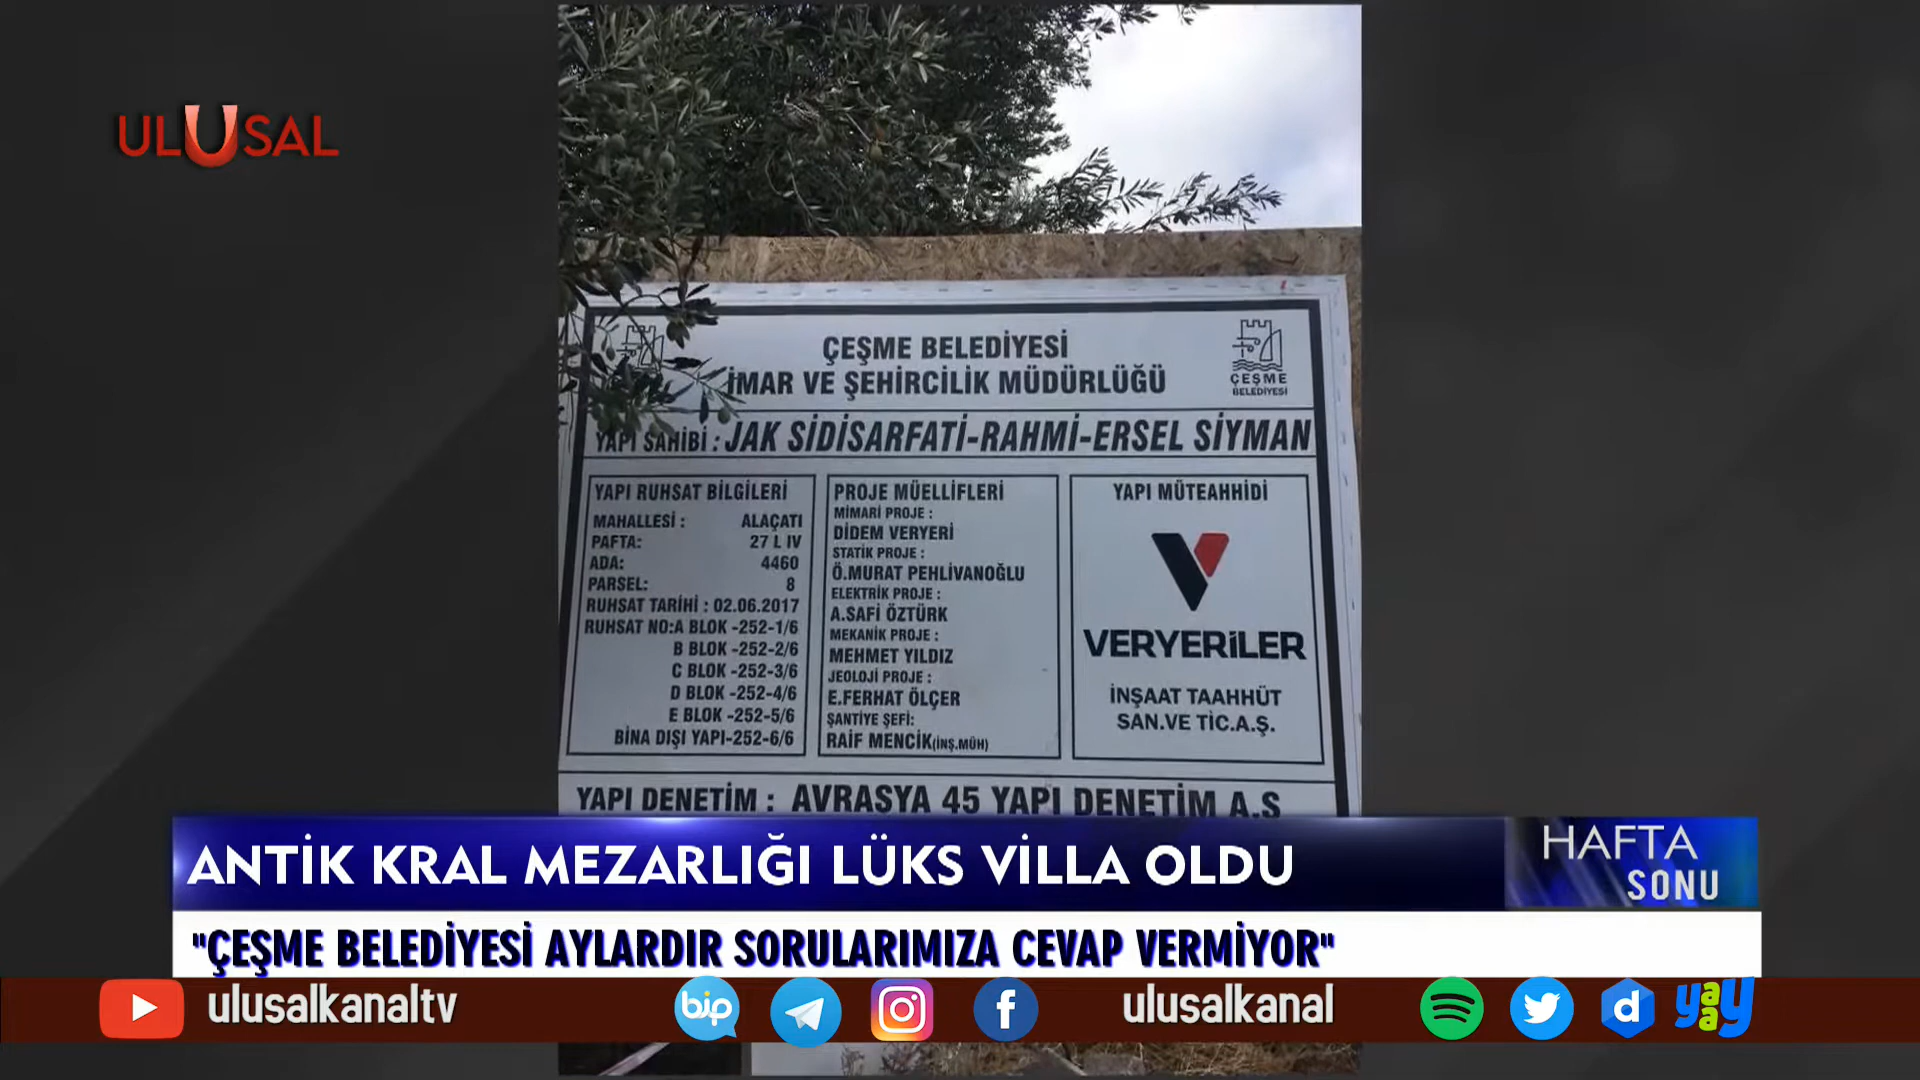 ULUSAL
ÇEŞME BELEDİYESİ
İMAR VE ŞEHİRCİLİK MÜDÜRLÜĞÜ
ÇEŞME
BELEDİYESİ
YAPI SAHİBİ : JAK SİDİSARFATİ-RAHMİ-ERSEL SİYMAN
YAPI RUHSAT BİLGİLERİ
MAHALLESİ : ALAÇATI
PAFTA: 27 L IV
ADA: 4460
PARSEL: 8
RUHSAT TARİHİ : 02.06.2017
RUHSAT NO:A BLOK -252-1/6
B BLOK -252-2/6
C BLOK -252-3/6
D BLOK -252-4/6
E BLOK -252-5/6
BİNA DIŞI YAPI-252-6/6
PROJE MÜELLİFLERİ
MİMARİ PROJE :
DİDEM VERYERİ
STATİK PROJE :
Ö.MURAT PEHLİVANOĞLU
ELEKTRİK PROJE :
A.SAFİ ÖZTÜRK
MEKANİK PROJE :
MEHMET YILDIZ
JEOLOJİ PROJE :
E.FERHAT ÖLÇER
ŞANTİYE ŞEFİ:
RAİF MENCİK(İNŞ.MÜH)
YAPI MÜTEAHHİDİ
VERYERİLER
İNŞAAT TAAHHÜT
SAN.VE TİC.A.Ş.
YAPI DENETİM : AVRASYA 45 YAPI DENETİM A.Ş
ANTİK KRAL MEZARLIĞI LÜKS VİLLA OLDU
HAFTA
SONU
"ÇEŞME BELEDİYESİ AYLARDIR SORULARIMIZA CEVAP VERMİYOR"
ulusalkanaltv
bip
ulusalkanal
d
yaay